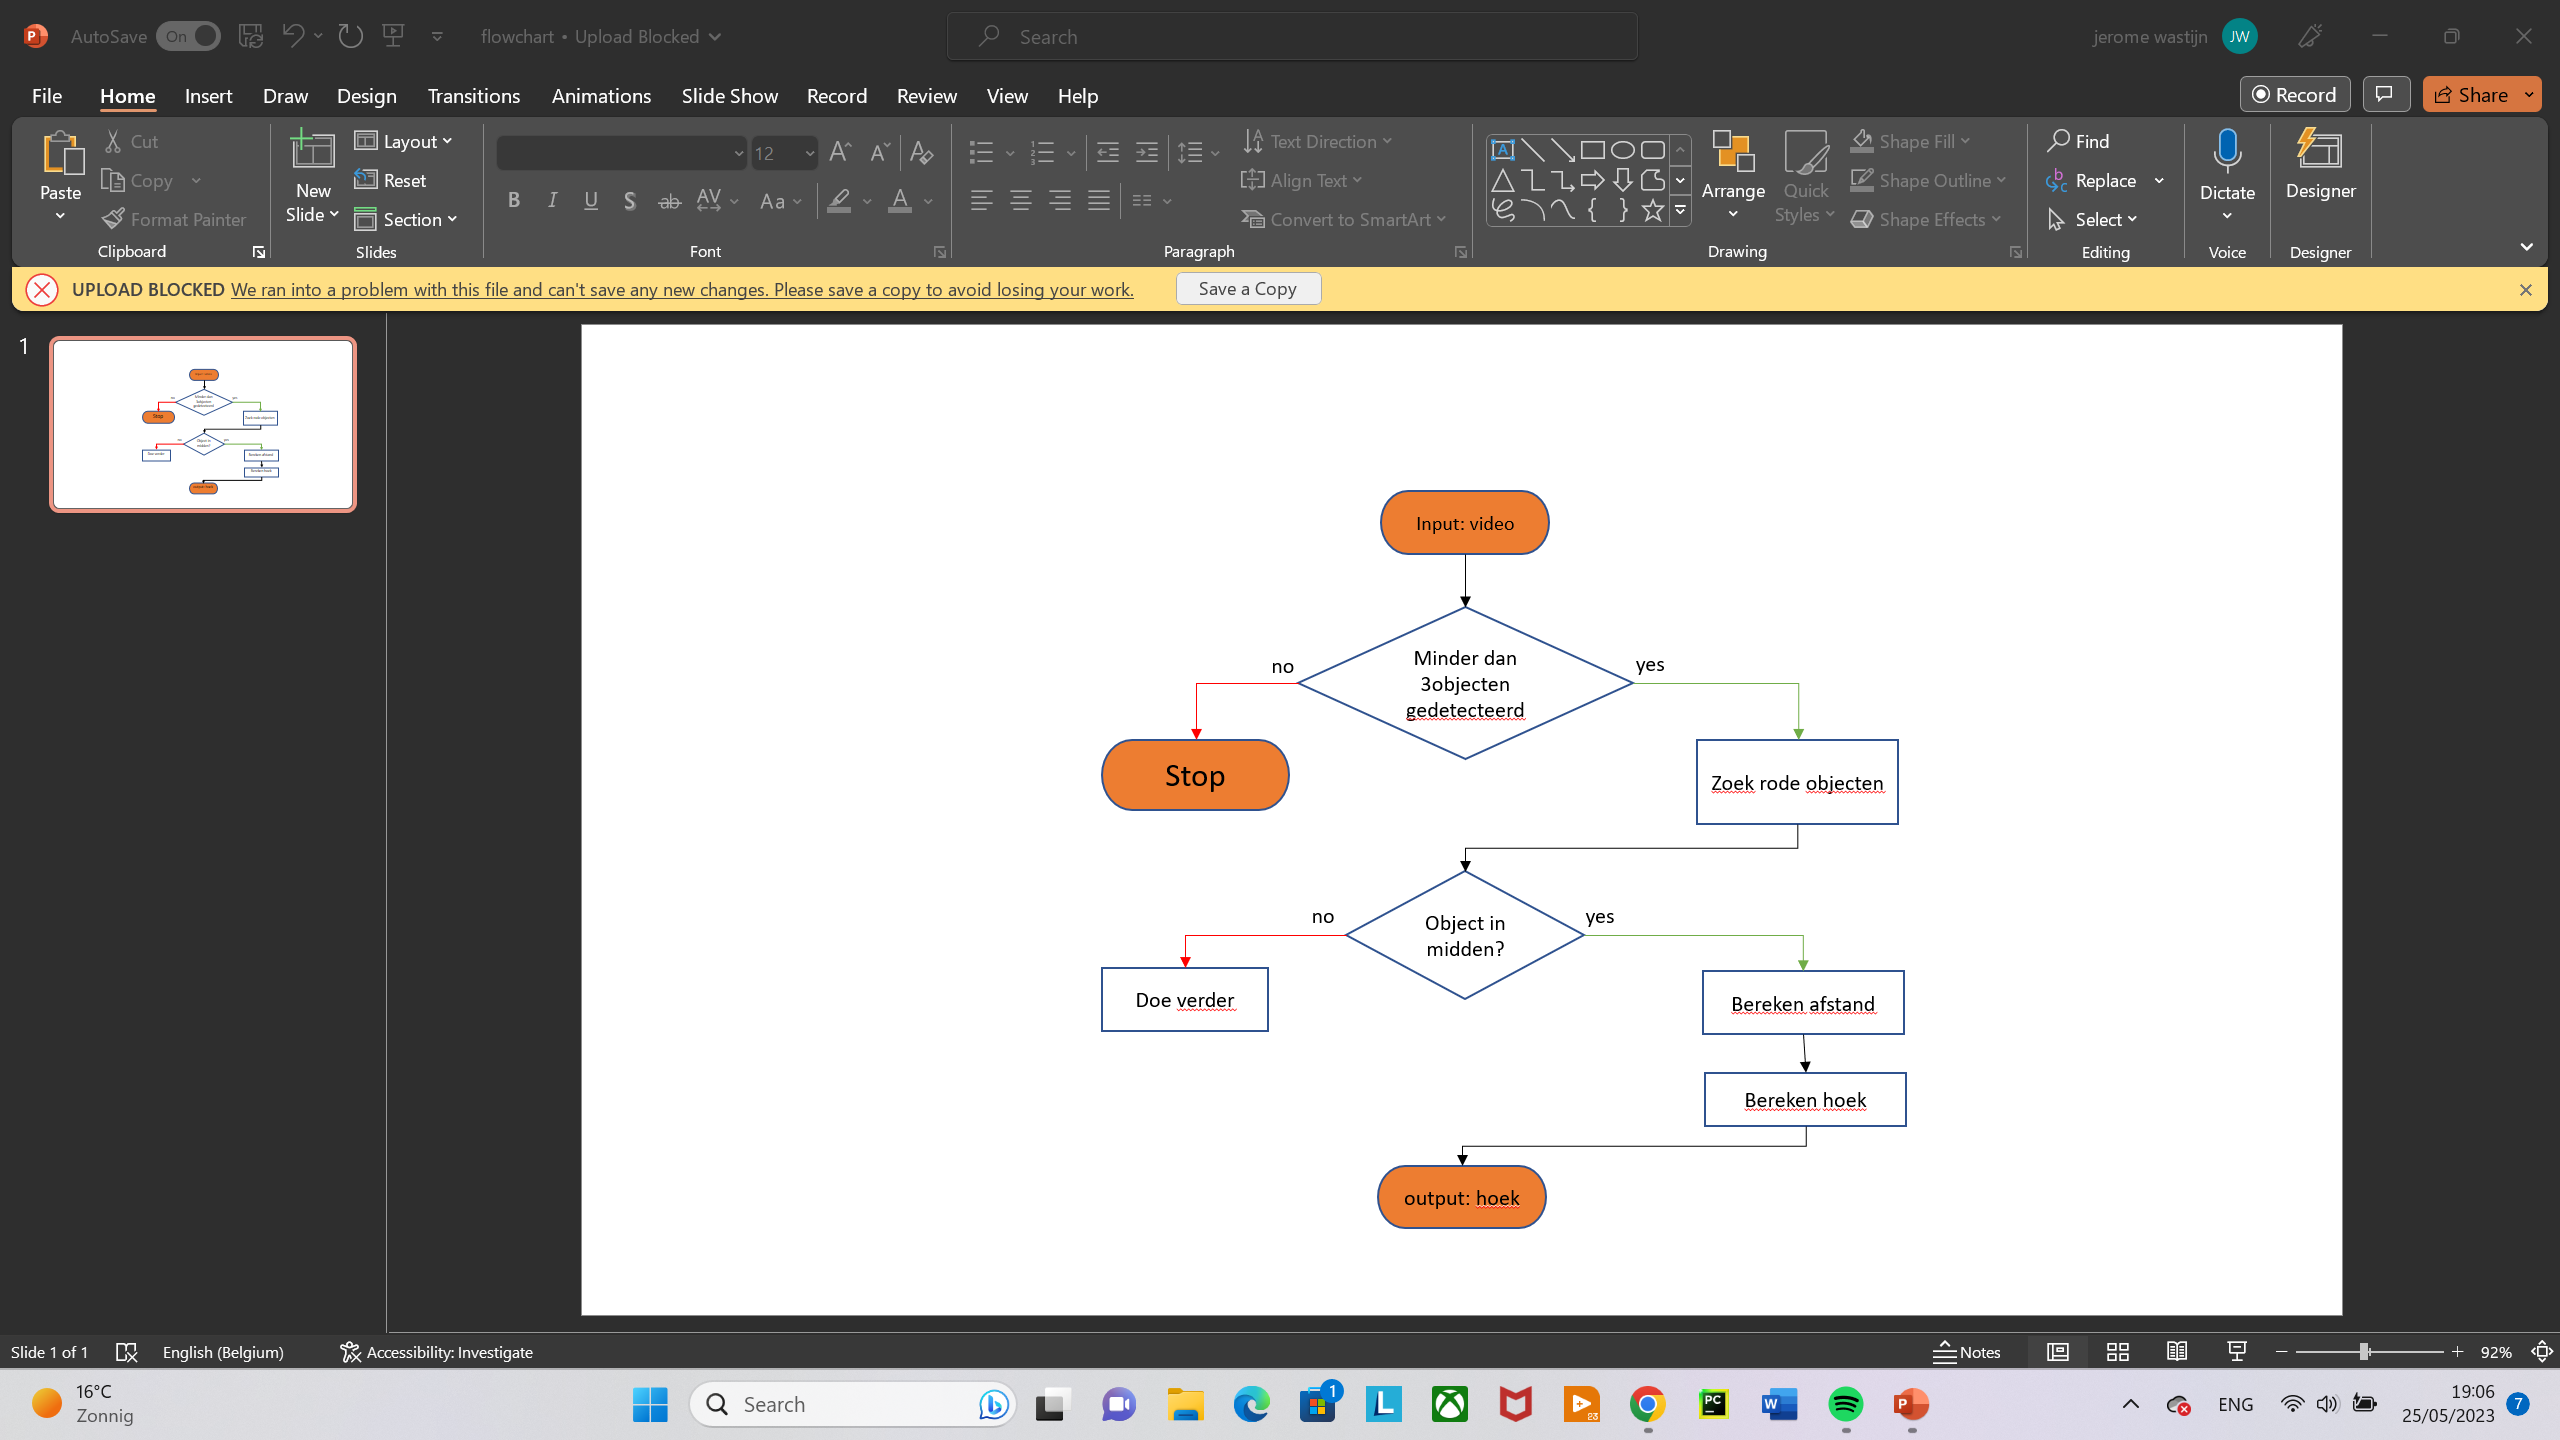 AutoSave On flowchart • Upload Blocked Search jerome wastijn JW
File Home Insert Draw Design Transitions Animations Slide Show Record Review View Help Record Share
Paste Cut Copy Format Painter Clipboard
New Slide Layout Reset Section Slides
12 Font
Text Direction Align Text Convert to SmartArt Paragraph
Arrange Quick Styles Shape Fill Shape Outline Shape Effects Drawing
Find Replace Select Editing
Dictate Voice
Designer Designer
UPLOAD BLOCKED We ran into a problem with this file and can't save any new changes. Please save a copy to avoid losing your work. Save a Copy
1
Input: video
Minder dan
3objecten
gedetecteerd
no
yes
Stop
Zoek rode objecten
Object in
midden?
no
yes
Doe verder
Bereken afstand
Bereken hoek
output: hoek
Slide 1 of 1 English (Belgium) Accessibility: Investigate Notes 92%
16°C
Zonnig
Search
1
ENG
19:06
25/05/2023
7